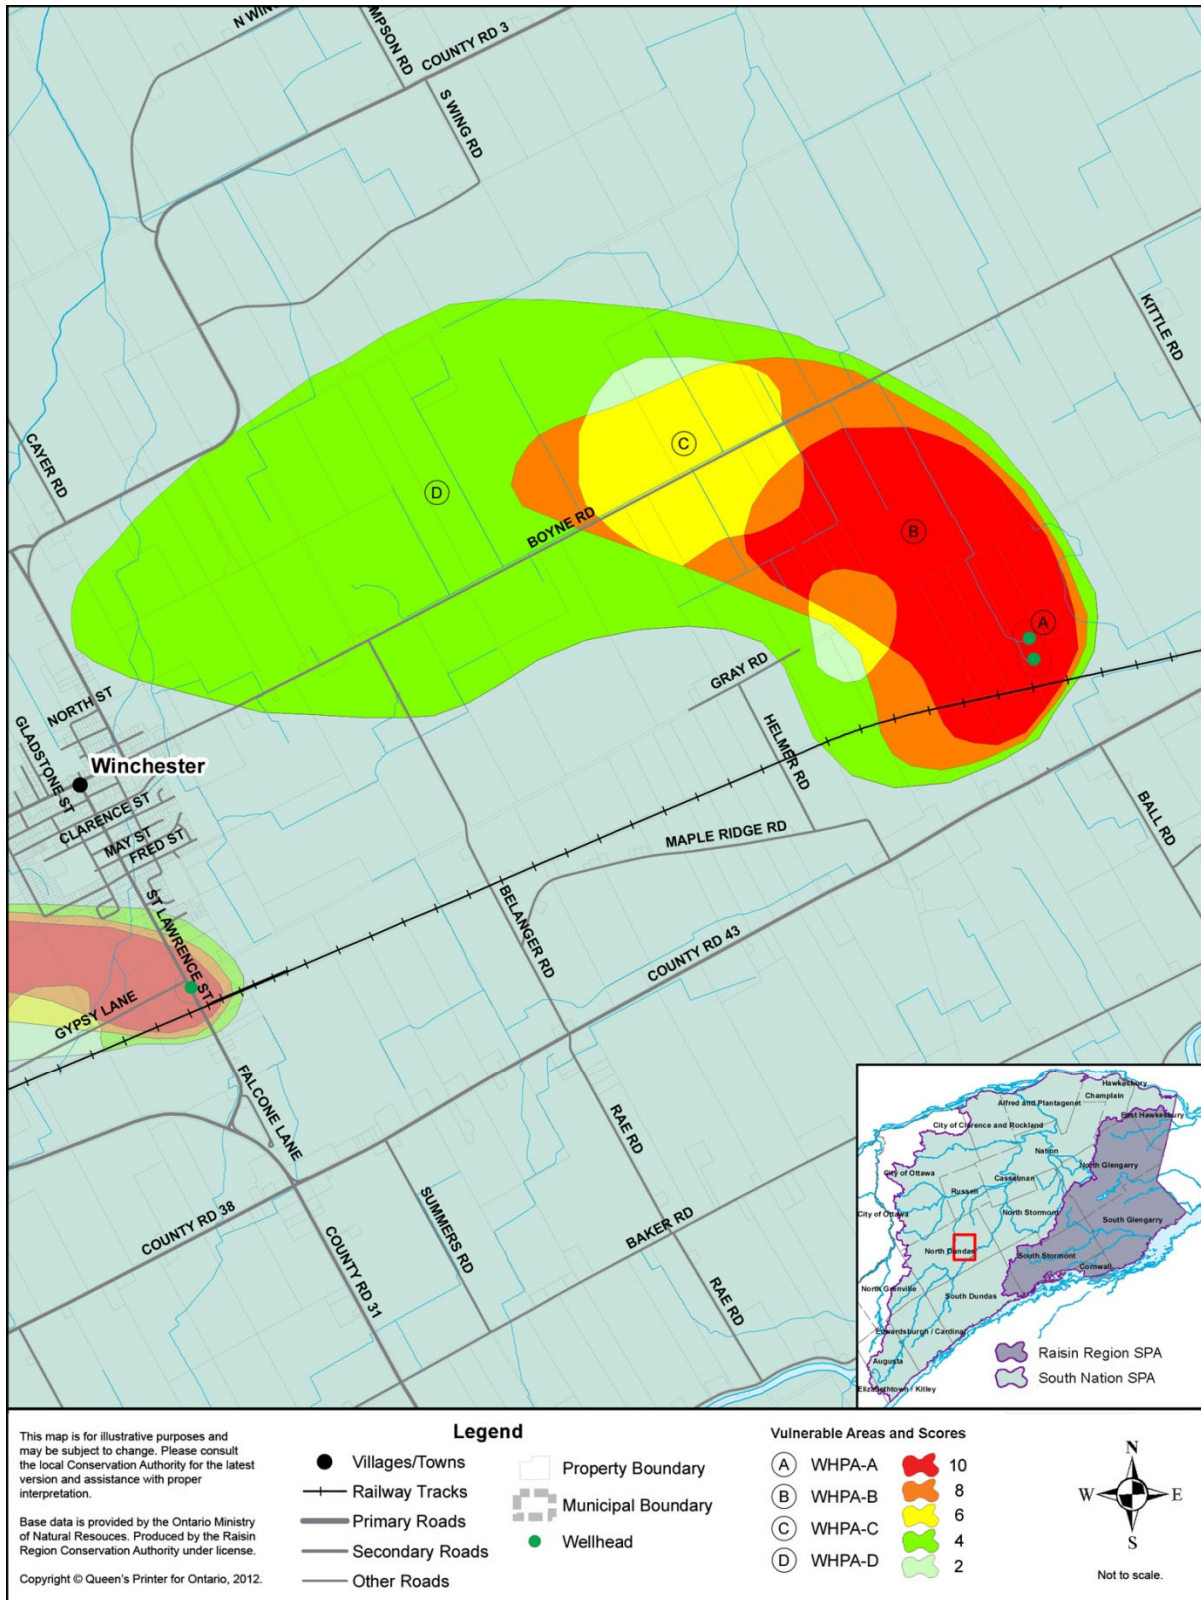 N WING
MPSON RD
COUNTY RD 3
S WING RD
KITTLE RD
CAYER RD
C
D
BOYNE RD
B
A
NORTH ST
GRAY RD
GLADSTONE ST
HELMER RD
Winchester
CLARENCE ST
MAY ST
FRED ST
MAPLE RIDGE RD
BALL RD
ST LAWRENCE ST
BELANGER RD
COUNTY RD 43
GYPSY LANE
FALCONE LANE
RAE RD
SUMMERS RD
COUNTY RD 38
BAKER RD
COUNTY RD 31
RAE RD
Hawkesbury
Champlain
Alfred and Plantagenet
East Hawkesbury
City of Clarence and Rockland
Nation
North Glengarry
City of Ottawa
Casselman
Russell
City of Ottawa
North Stormont
South Glengarry
North Dundas
South Stormont
Cornwall
North Grenville
South Dundas
Edwardsburgh / Cardinal
Augusta
Elizabethtown / Kitley
Raisin Region SPA
South Nation SPA
This map is for illustrative purposes and
may be subject to change. Please consult
the local Conservation Authority for the latest
version and assistance with proper
interpretation.
Base data is provided by the Ontario Ministry
of Natural Resouces. Produced by the Raisin
Region Conservation Authority under license.
Copyright © Queen's Printer for Ontario, 2012.
Legend
Villages/Towns
Railway Tracks
Primary Roads
Secondary Roads
Other Roads
Property Boundary
Municipal Boundary
Wellhead
Vulnerable Areas and Scores
A WHPA-A 10
B WHPA-B 8
C WHPA-C 6
D WHPA-D 4
2
N
W E
S
Not to scale.